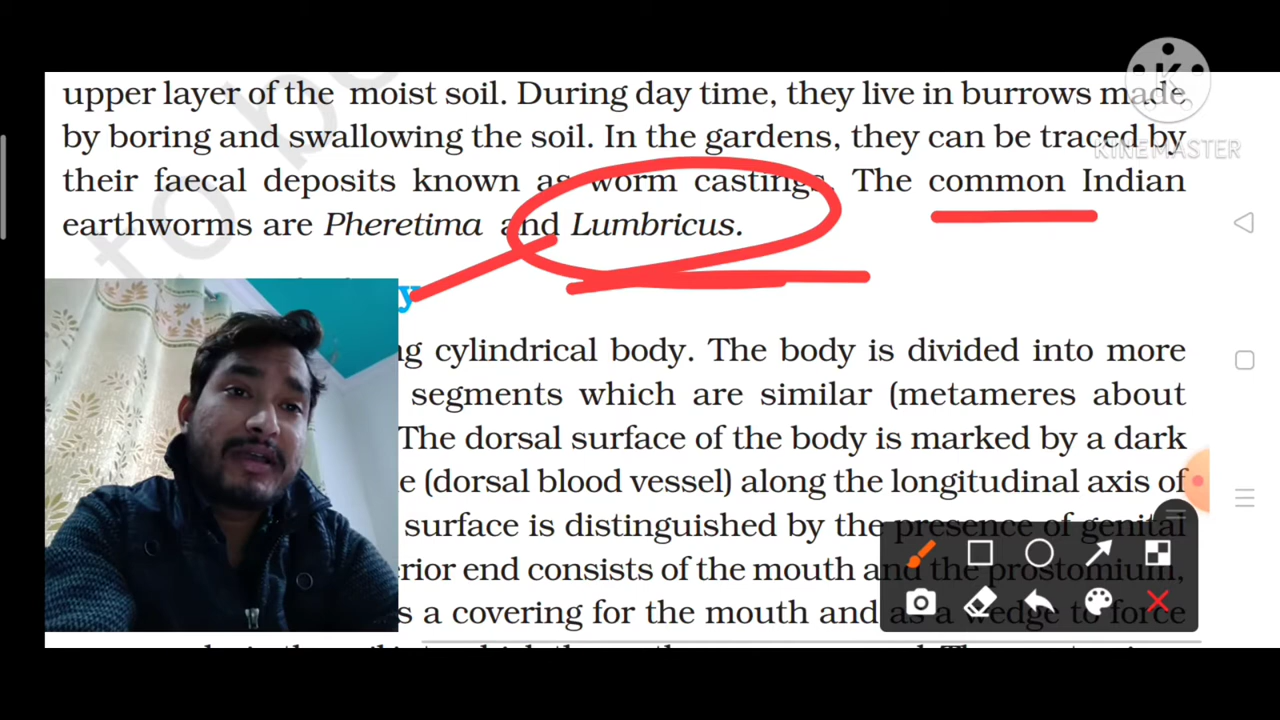 upper layer of the moist soil. During day time, they live in burrows made
by boring and swallowing the soil. In the gardens, they can be traced by
their faecal deposits known as worm castings. The common Indian
earthworms are Pheretima and Lumbricus.
y
ng cylindrical body. The body is divided into more
segments which are similar (metameres about
The dorsal surface of the body is marked by a dark
e (dorsal blood vessel) along the longitudinal axis of
surface is distinguished by the presence of genital
erior end consists of the mouth and the prostomium,
s a covering for the mouth and as a wedge to force
K
KINEMASTER
to be